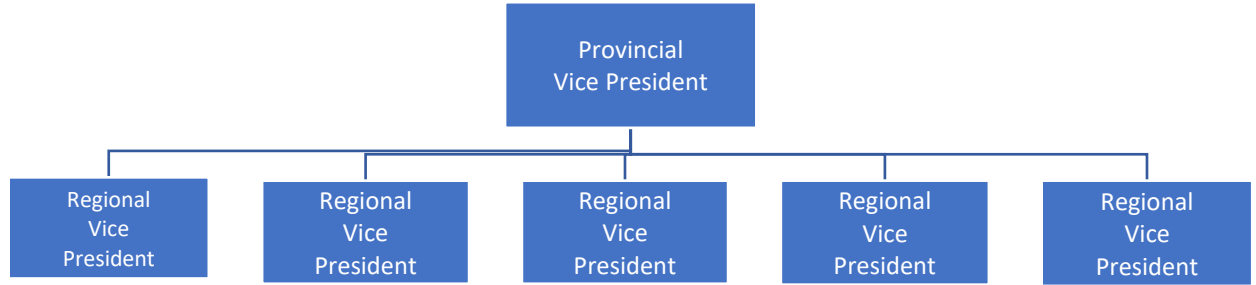 Provincial
Vice President
Regional
Vice
President
Regional
Vice
President
Regional
Vice
President
Regional
Vice
President
Regional
Vice
President